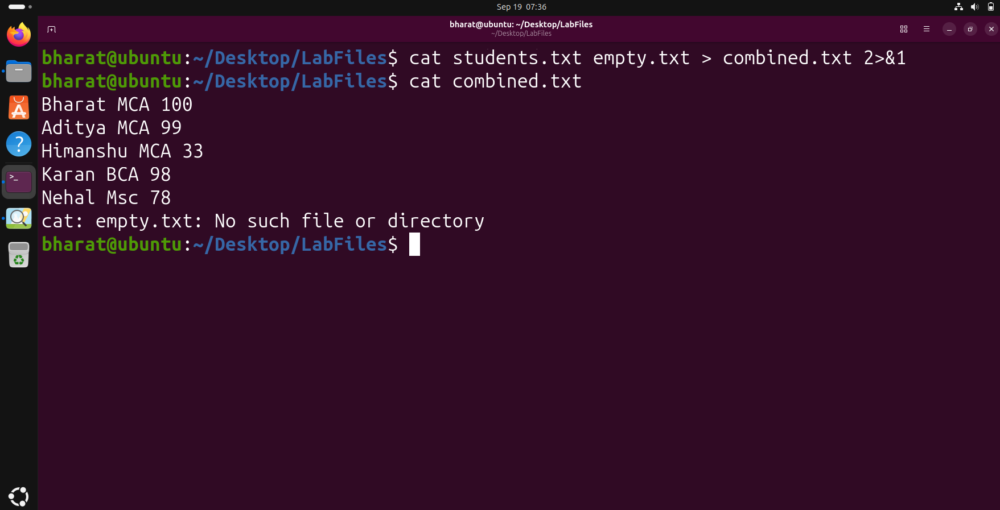 Sep 19 07:36
bharat@ubuntu: ~/Desktop/LabFiles
~/Desktop/LabFiles
bharat@ubuntu:~/Desktop/LabFiles$ cat students.txt empty.txt > combined.txt 2>&1
bharat@ubuntu:~/Desktop/LabFiles$ cat combined.txt
Bharat MCA 100
Aditya MCA 99
Himanshu MCA 33
Karan BCA 98
Nehal Msc 78
cat: empty.txt: No such file or directory
bharat@ubuntu:~/Desktop/LabFiles$